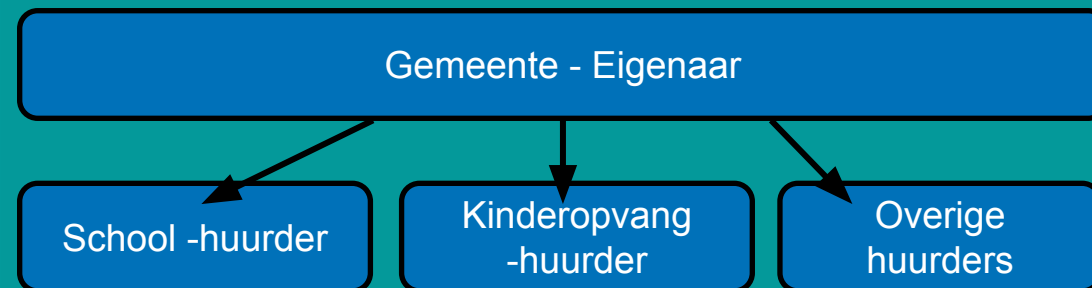 Gemeente - Eigenaar
School -huurder
Kinderopvang
-huurder
Overige
huurders